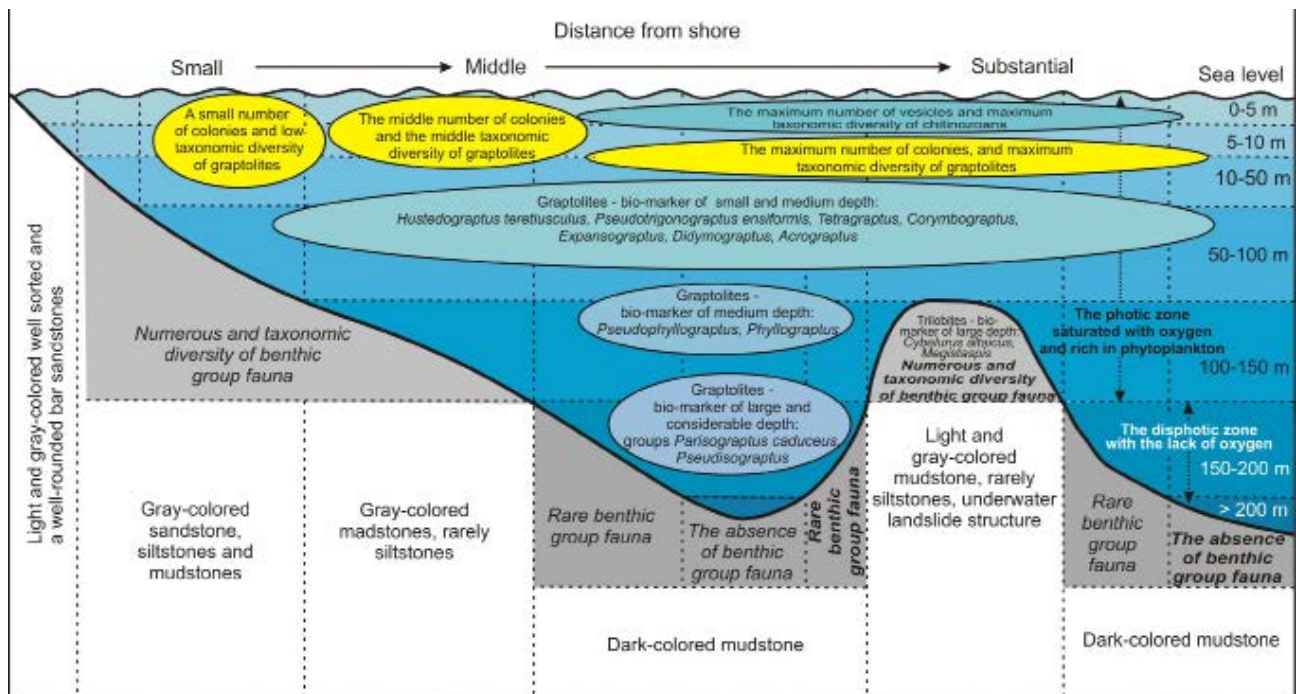 Distance from shore
Small
Middle
Substantial
Sea level
0-5 m
5-10 m
10-50 m
50-100 m
100-150 m
150-200 m
> 200 m
A small number
of colonies and low-
taxonomic diversity
of graptolites
The middle number of colonies
and the middle taxonomic
diversity of graptolites
The maximum number of vesicles and maximum
taxonomic diversity of chitinozoans
The maximum number of colonies, and maximum
taxonomic diversity of graptolites
Graptolites - bio-marker of small and medium depth:
Hustedograptus teretiusculus, Pseudotrigonograptus ensiformis, Tetragraptus, Corymbograptus,
Expansograptus, Didymograptus, Acrograptus
Graptolites -
bio-marker of medium depth:
Pseudophyllograptus, Phyllograptus
Graptolites -
bio-marker of large and
considerable depth:
groups Parisograptus caduceus,
Pseudisograptus
Trilobites - bio-
marker of large depth:
Cybelurus
Megistaspis
Numerous and
taxonomic diversity
of benthic group fauna
The photic zone
saturated with oxygen
and rich in phytoplankton
The disphotic zone
with the lack of oxygen
Light and gray-colored well sorted and
a well-rounded bar sandstones
Numerous and taxonomic
diversity of benthic
group fauna
Gray-colored
sandstone,
siltstones and
mudstones
Gray-colored
madstones, rarely
siltstones
Rare benthic
group fauna
The absence
of benthic
group fauna
Rare
benthic
group fauna
Light and
gray-colored
mudstone, rarely
siltstones, underwater
landslide structure
Rare
benthic
group
fauna
The absence
of benthic
group fauna
Dark-colored mudstone
Dark-colored mudstone